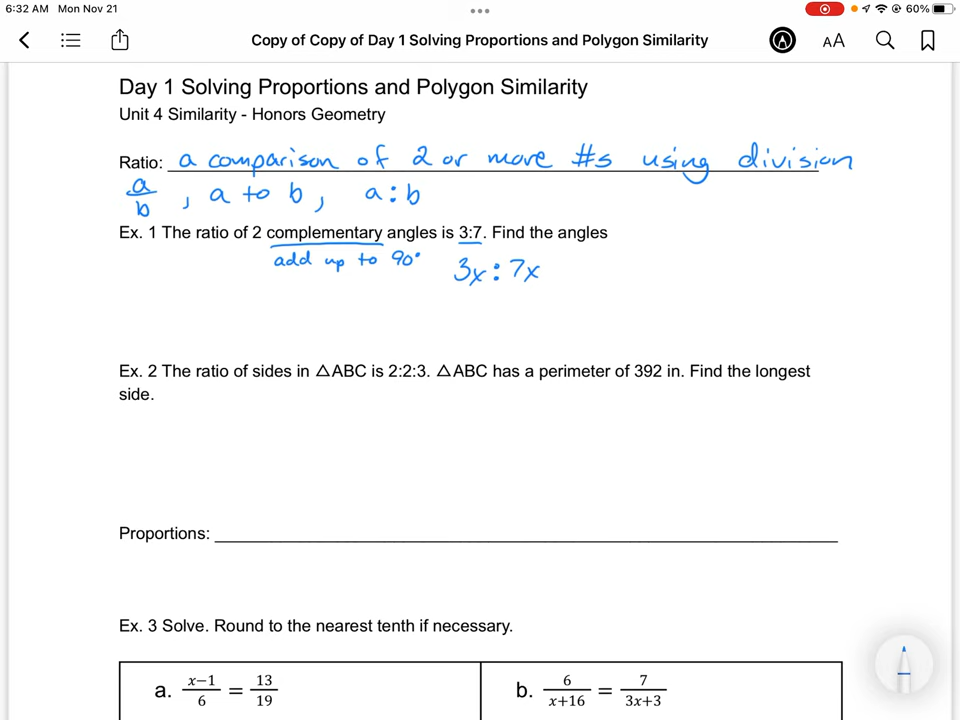 6:32 AM Mon Nov 21
60%
Copy of Copy of Day 1 Solving Proportions and Polygon Similarity
AA
Day 1 Solving Proportions and Polygon Similarity
Unit 4 Similarity - Honors Geometry
Ratio: a comparison of 2 or more #s using division
a/b, a to b, a:b
Ex. 1 The ratio of 2 complementary angles is 3:7. Find the angles
add up to 90° 3x:7x
Ex. 2 The ratio of sides in △ABC is 2:2:3. △ABC has a perimeter of 392 in. Find the longest
side.
Proportions:
Ex. 3 Solve. Round to the nearest tenth if necessary.
a. (x−1)/6 = 13/19
b. 6/(x+16) = 7/(3x+3)